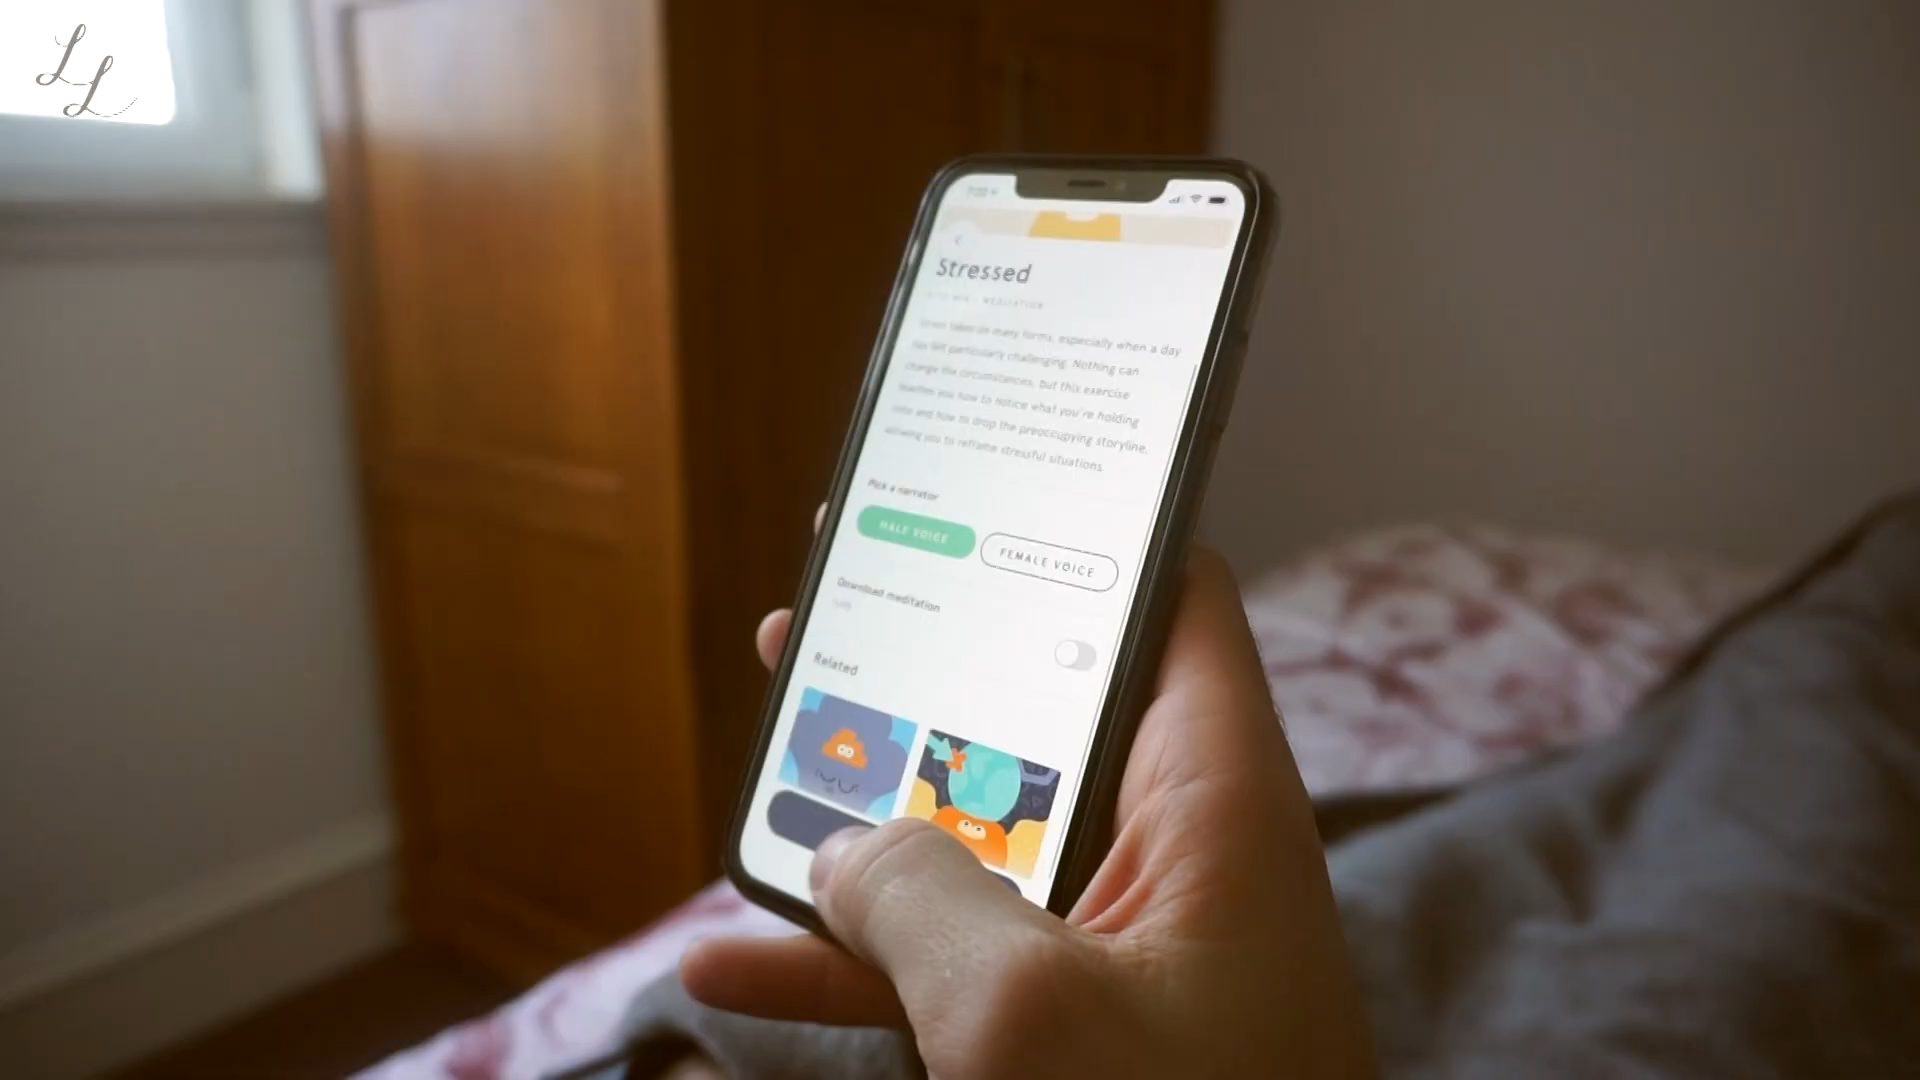 L L
Stressed
MEDITATION
Stress takes on many forms, especially when a day
has felt particularly challenging. Nothing can
change the circumstances, but this exercise
teaches you how to notice what you're holding
onto and how to drop the preoccupying storyline,
allowing you to reframe stressful situations.
Pick a narrator
MALE VOICE
FEMALE VOICE
Download meditation
Related